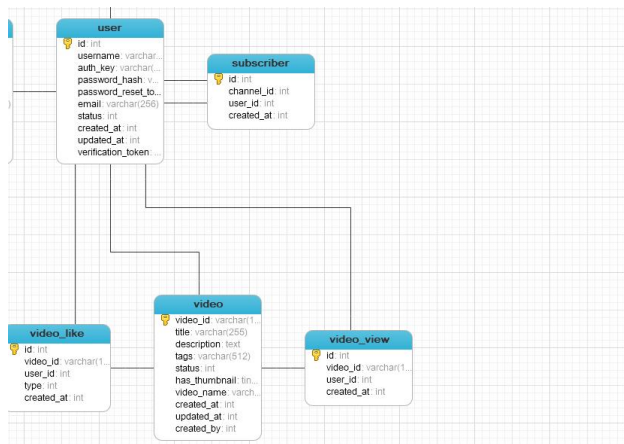 user
id: int
username: varchar...
auth_key: varchar(...
password_hash: v...
password_reset_to...
email: varchar(256)
status: int
created_at: int
updated_at: int
verification_token: ...
subscriber
id: int
channel_id: int
user_id: int
created_at: int
video_like
id: int
video_id: varchar(1...
user_id: int
type: int
created_at: int
video
video_id: varchar(1...
title: varchar(255)
description: text
tags: varchar(512)
status: int
has_thumbnail: tin...
video_name: varch...
created_at: int
updated_at: int
created_by: int
video_view
id: int
video_id: varchar(1...
user_id: int
created_at: int